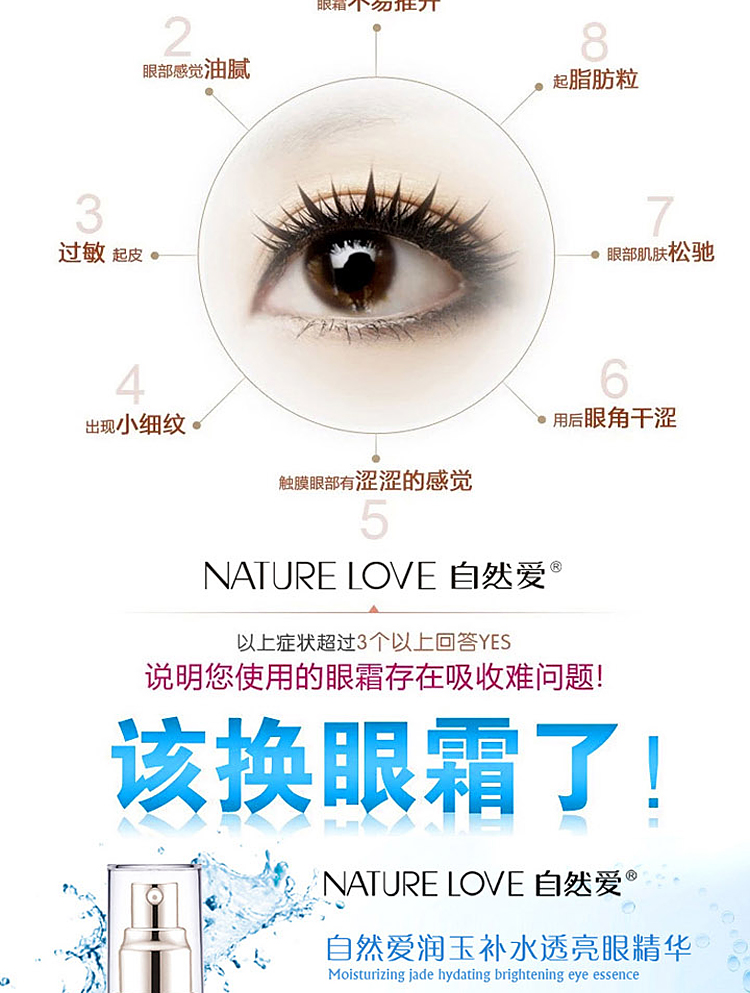 眼霜不易推开
2
眼部感觉油腻
8
起脂肪粒
3
过敏 起皮
7
眼部肌肤松驰
4
出现小细纹
6
用后眼角干涩
触膜眼部有涩涩的感觉
5
NATURE LOVE 自然爱®
以上症状超过3个以上回答YES
说明您使用的眼霜存在吸收难问题!
该换眼霜了!
NATURE LOVE 自然爱®
自然爱润玉补水透亮眼精华
Moisturizing jade hydating brightening eye essence